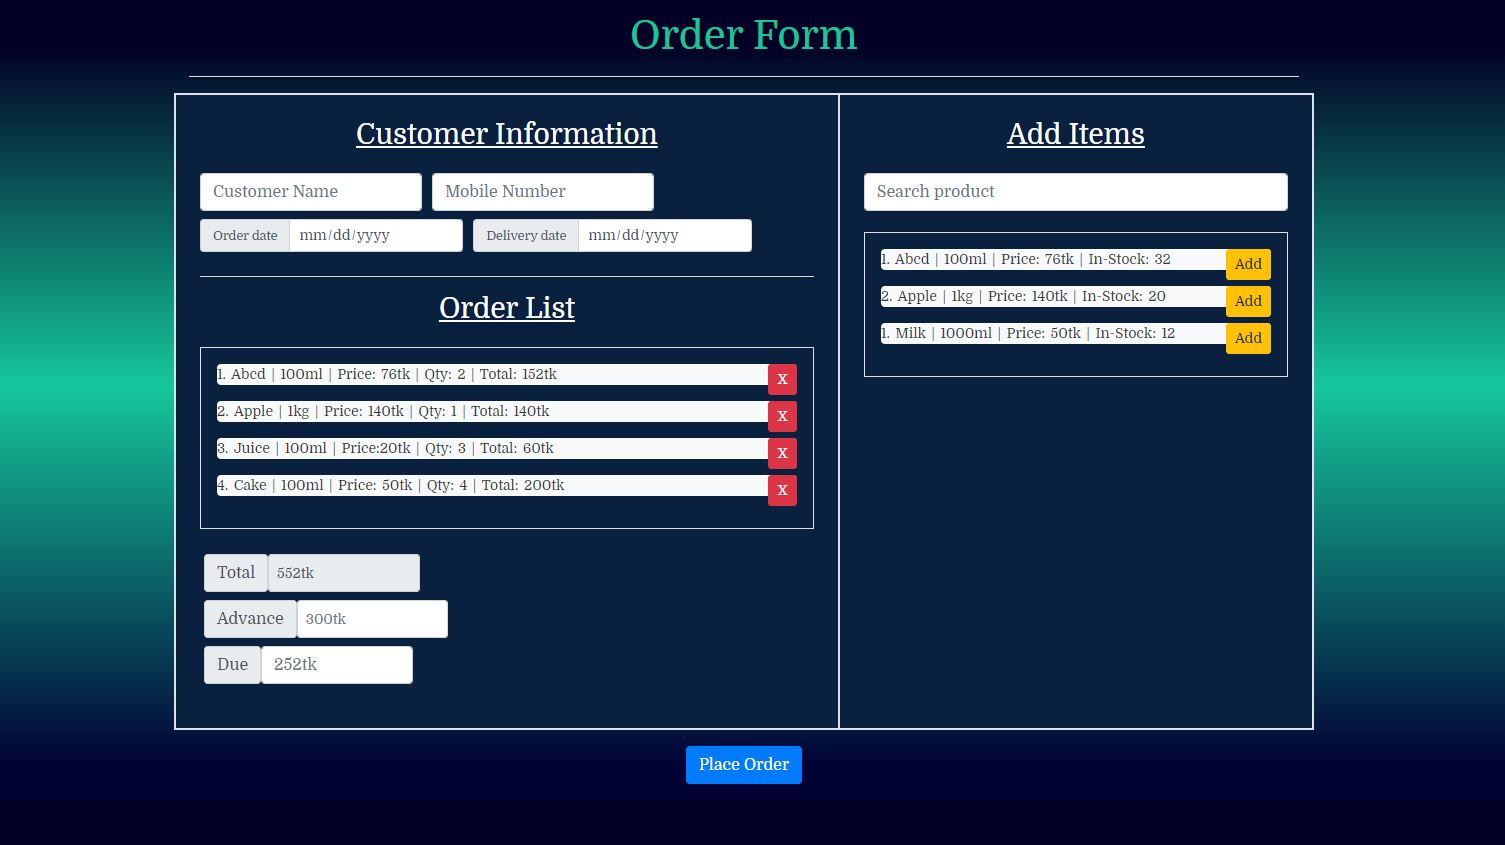 Order Form
Customer Information
Customer Name
Mobile Number
Order date
mm/dd/yyyy
Delivery date
mm/dd/yyyy
Order List
1. Abcd | 100ml | Price: 76tk | Qty: 2 | Total: 152tk
X
2. Apple | 1kg | Price: 140tk | Qty: 1 | Total: 140tk
X
3. Juice | 100ml | Price:20tk | Qty: 3 | Total: 60tk
X
4. Cake | 100ml | Price: 50tk | Qty: 4 | Total: 200tk
X
Total
552tk
Advance
300tk
Due
252tk
Add Items
Search product
1. Abcd | 100ml | Price: 76tk | In-Stock: 32
Add
2. Apple | 1kg | Price: 140tk | In-Stock: 20
Add
1. Milk | 1000ml | Price: 50tk | In-Stock: 12
Add
Place Order